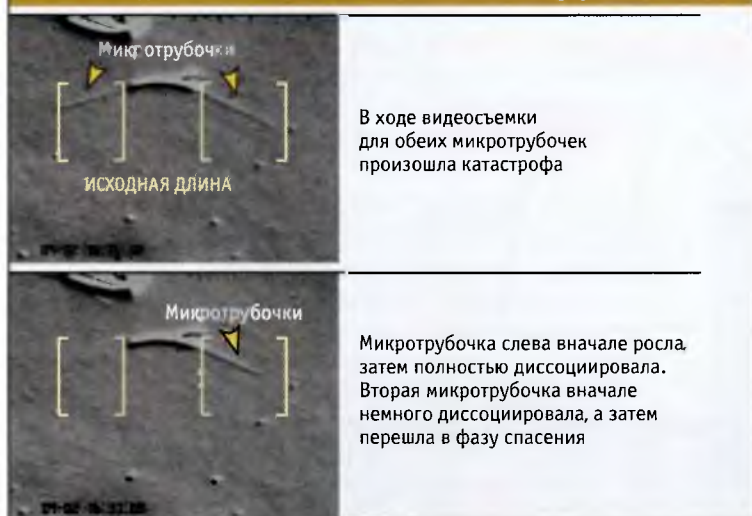 Микротрубочки
ИСХОДНАЯ ДЛИНА
В ходе видеосъемки
для обеих микротрубочек
произошла катастрофа
Микротрубочки
Микротрубочка слева вначале росла,
затем полностью диссоциировала.
Вторая микротрубочка вначале
немного диссоциировала, а затем
перешла в фазу спасения